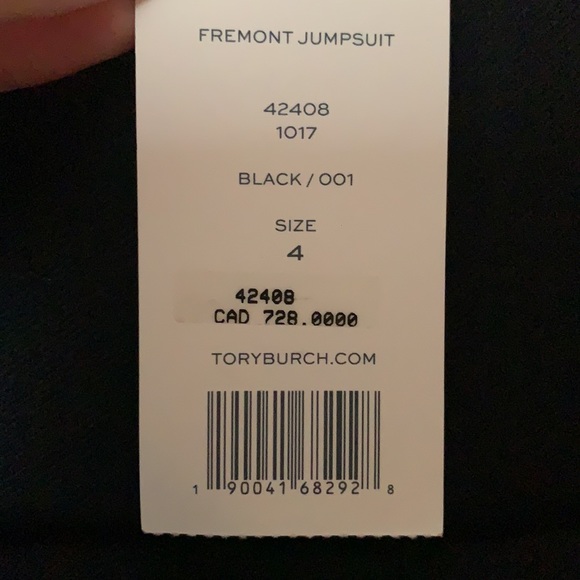 FREMONT JUMPSUIT
42408
1017
BLACK / 001
SIZE
4
42408
CAD 728.0000
TORYBURCH.COM
1 90041 68292 8